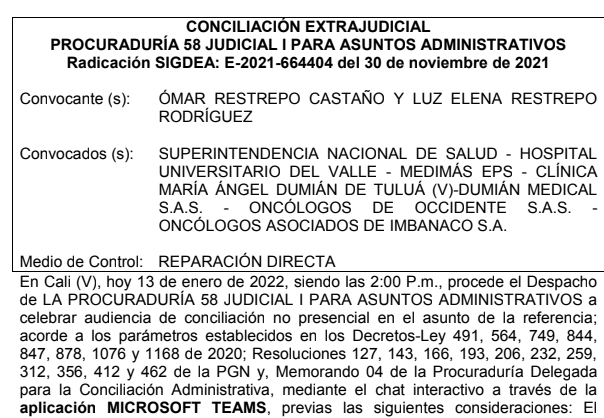 CONCILIACIÓN EXTRAJUDICIAL
PROCURADURÍA 58 JUDICIAL I PARA ASUNTOS ADMINISTRATIVOS
Radicación SIGDEA: E-2021-664404 del 30 de noviembre de 2021
Convocante (s): ÓMAR RESTREPO CASTAÑO Y LUZ ELENA RESTREPO
RODRÍGUEZ
Convocados (s): SUPERINTENDENCIA NACIONAL DE SALUD - HOSPITAL
UNIVERSITARIO DEL VALLE - MEDIMÁS EPS - CLÍNICA
MARÍA ÁNGEL DUMIÁN DE TULUÁ (V)-DUMIÁN MEDICAL
S.A.S. - ONCÓLOGOS DE OCCIDENTE S.A.S. -
ONCÓLOGOS ASOCIADOS DE IMBANACO S.A.
Medio de Control: REPARACIÓN DIRECTA
En Cali (V), hoy 13 de enero de 2022, siendo las 2:00 P.m., procede el Despacho
de LA PROCURADURÍA 58 JUDICIAL I PARA ASUNTOS ADMINISTRATIVOS a
celebrar audiencia de conciliación no presencial en el asunto de la referencia;
acorde a los parámetros establecidos en los Decretos-Ley 491, 564, 749, 844,
847, 878, 1076 y 1168 de 2020; Resoluciones 127, 143, 166, 193, 206, 232, 259,
312, 356, 412 y 462 de la PGN y, Memorando 04 de la Procuraduría Delegada
para la Conciliación Administrativa, mediante el chat interactivo a través de la
aplicación MICROSOFT TEAMS, previas las siguientes consideraciones: El